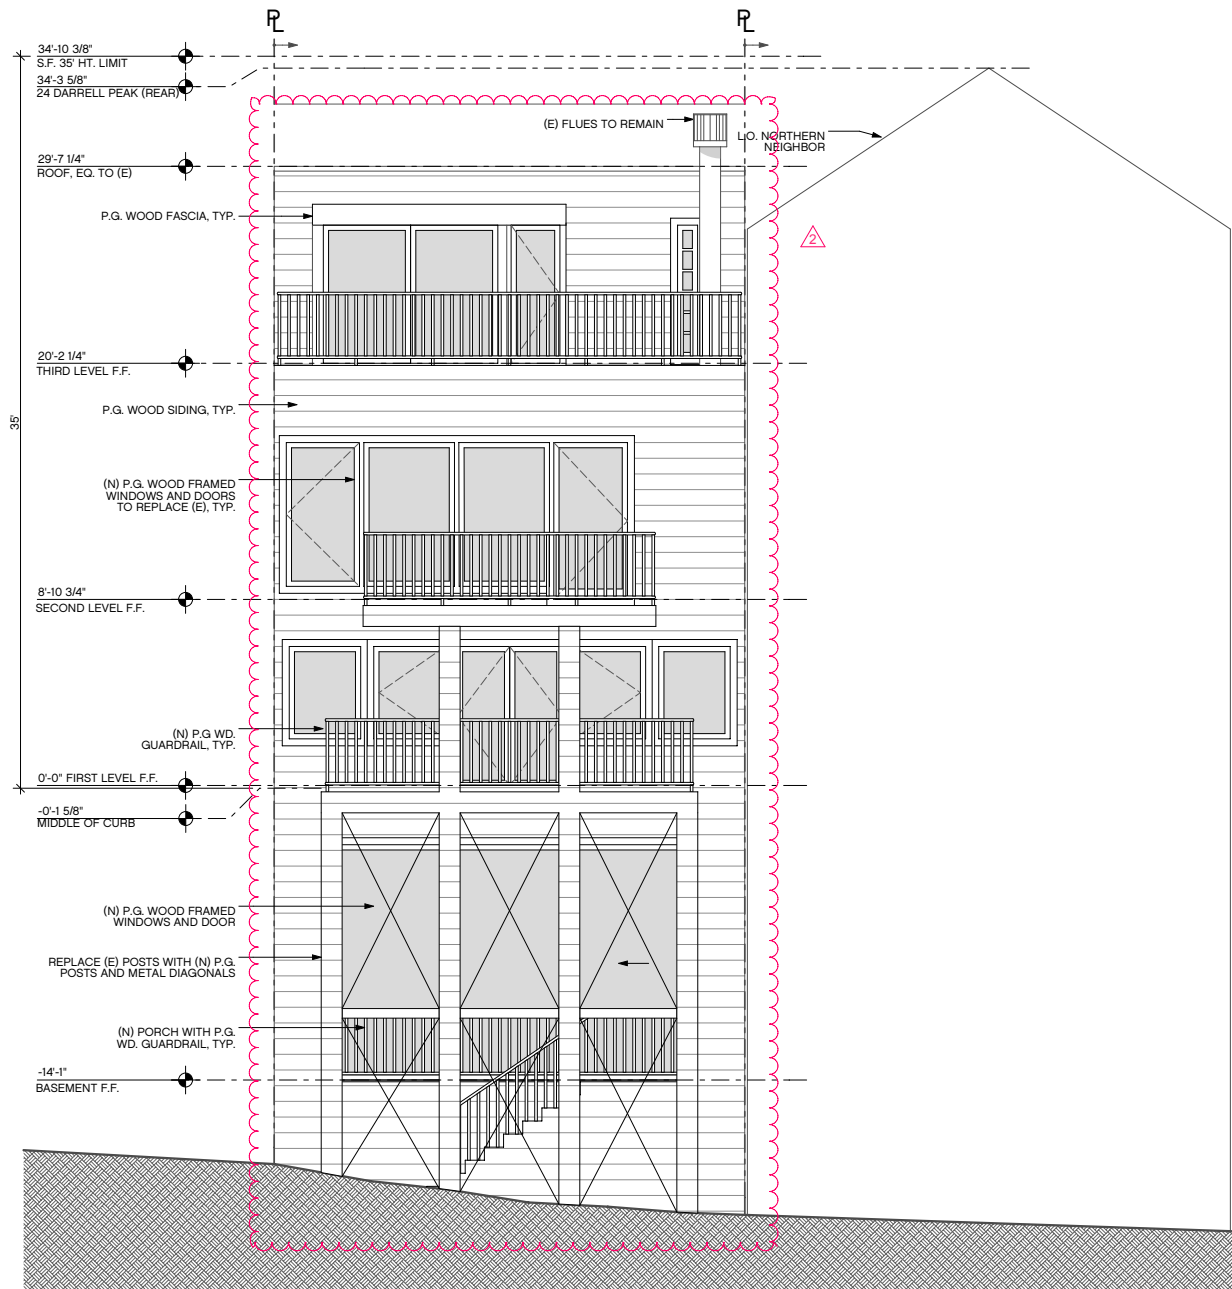 PL
PL
34'-10 3/8"
S.F. 35' HT. LIMIT
34'-3 5/8"
24 DARRELL PEAK (REAR)
(E) FLUES TO REMAIN
L.O. NORTHERN
NEIGHBOR
29'-7 1/4"
ROOF, EQ. TO (E)
P.G. WOOD FASCIA, TYP.
2
20'-2 1/4"
THIRD LEVEL F.F.
P.G. WOOD SIDING, TYP.
35'
(N) P.G. WOOD FRAMED
WINDOWS AND DOORS
TO REPLACE (E), TYP.
8'-10 3/4"
SECOND LEVEL F.F.
(N) P.G WD.
GUARDRAIL, TYP.
0'-0" FIRST LEVEL F.F.
-0'-1 5/8"
MIDDLE OF CURB
(N) P.G. WOOD FRAMED
WINDOWS AND DOOR
REPLACE (E) POSTS WITH (N) P.G.
POSTS AND METAL DIAGONALS
(N) PORCH WITH P.G.
WD. GUARDRAIL, TYP.
-14'-1"
BASEMENT F.F.